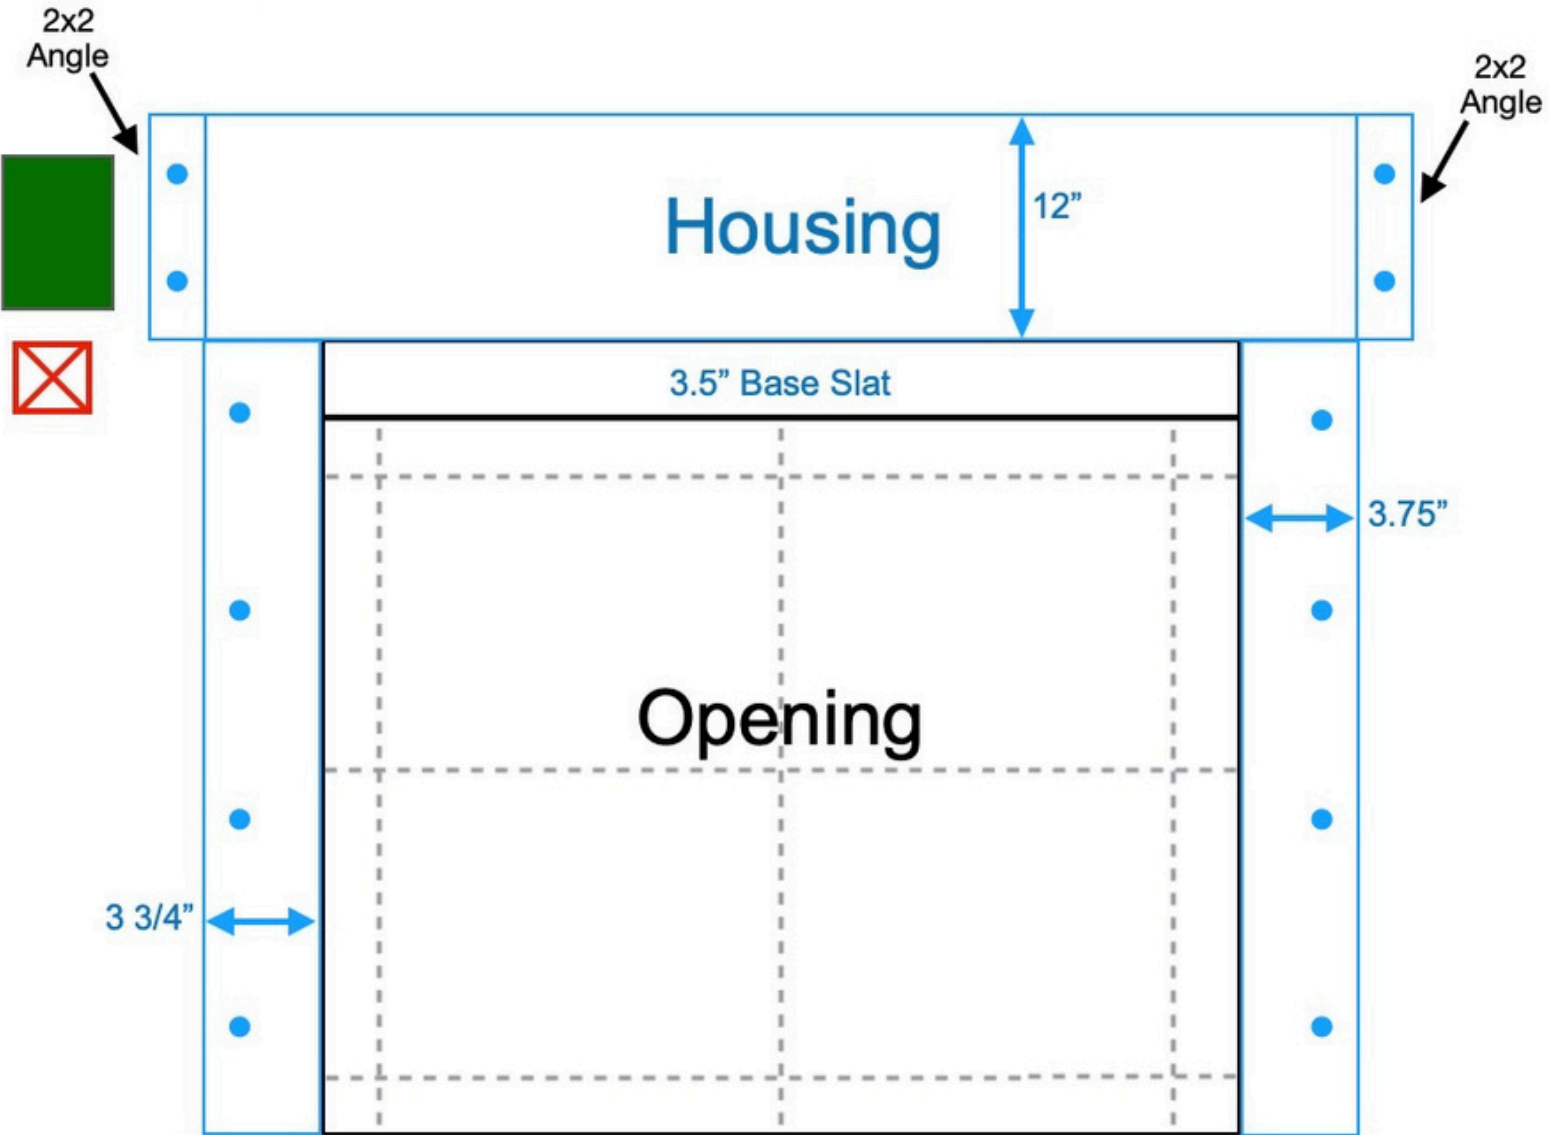 2x2
Angle
2x2
Angle
12”
Housing
3.5” Base Slat
3.75”
Opening
3 3/4”